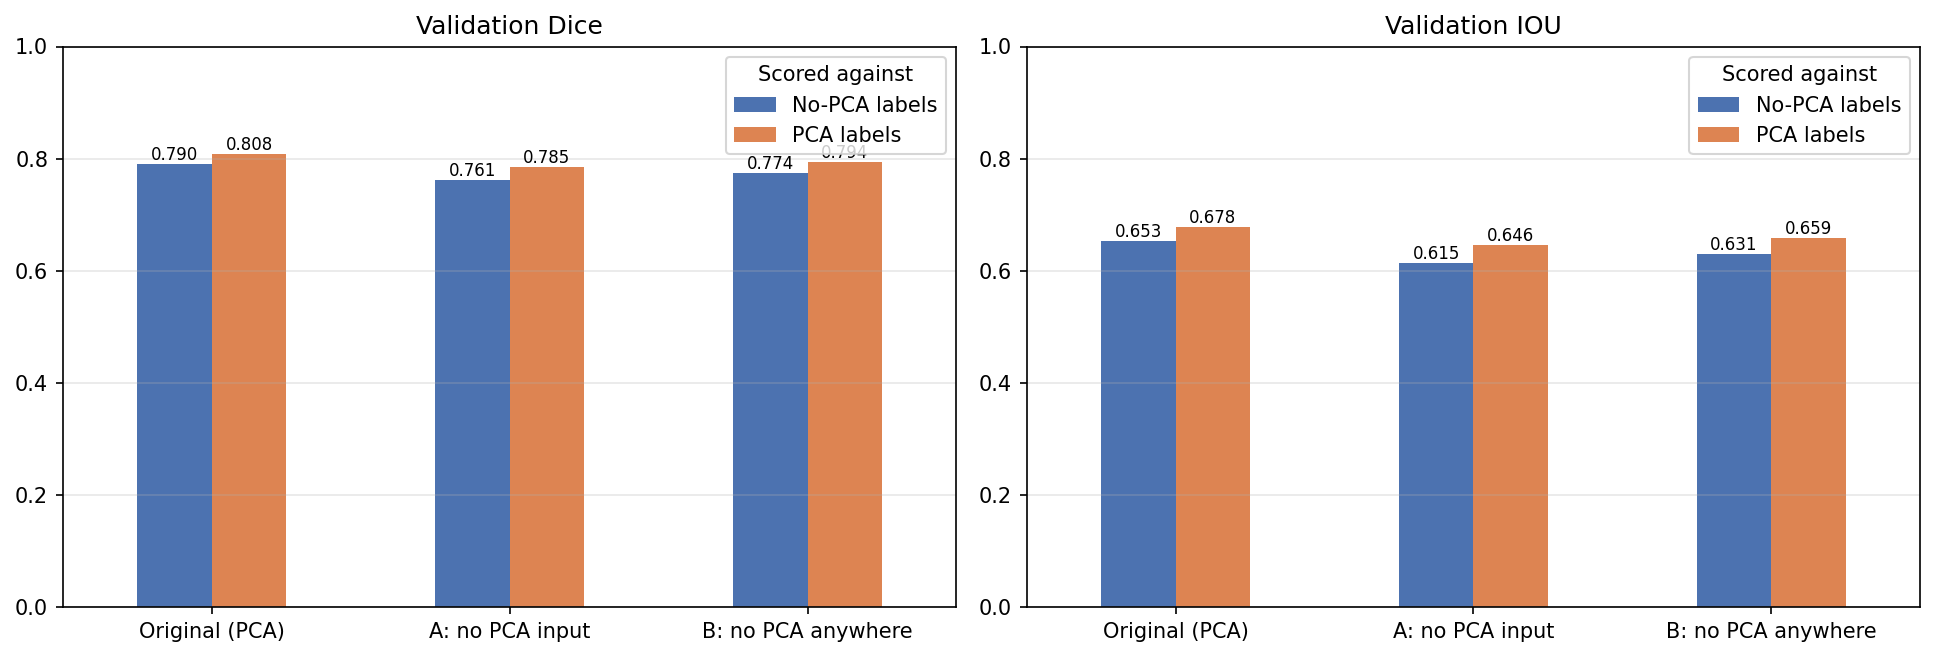 Validation Dice
1.0
0.8
0.6
0.4
0.2
0.0
Scored against
No-PCA labels
PCA labels
0.790
0.808
0.761
0.785
0.774
0.794
Original (PCA)
A: no PCA input
B: no PCA anywhere
Validation IOU
1.0
0.8
0.6
0.4
0.2
0.0
Scored against
No-PCA labels
PCA labels
0.653
0.678
0.615
0.646
0.631
0.659
Original (PCA)
A: no PCA input
B: no PCA anywhere